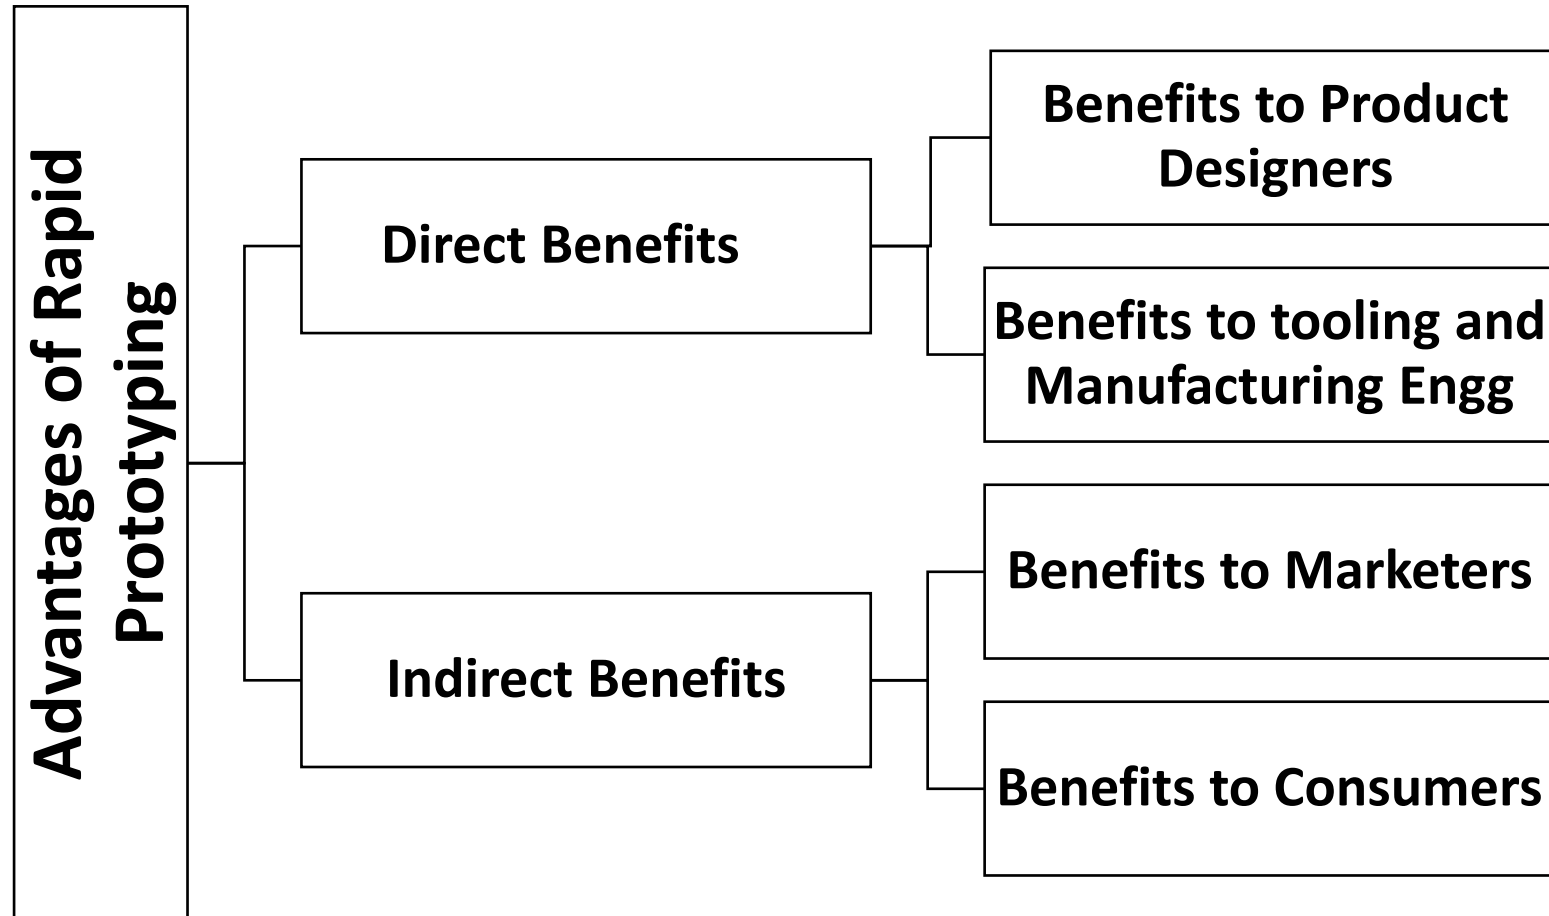 Advantages of Rapid
Prototyping
Direct Benefits
Benefits to Product
Designers
Benefits to tooling and
Manufacturing Engg
Indirect Benefits
Benefits to Marketers
Benefits to Consumers